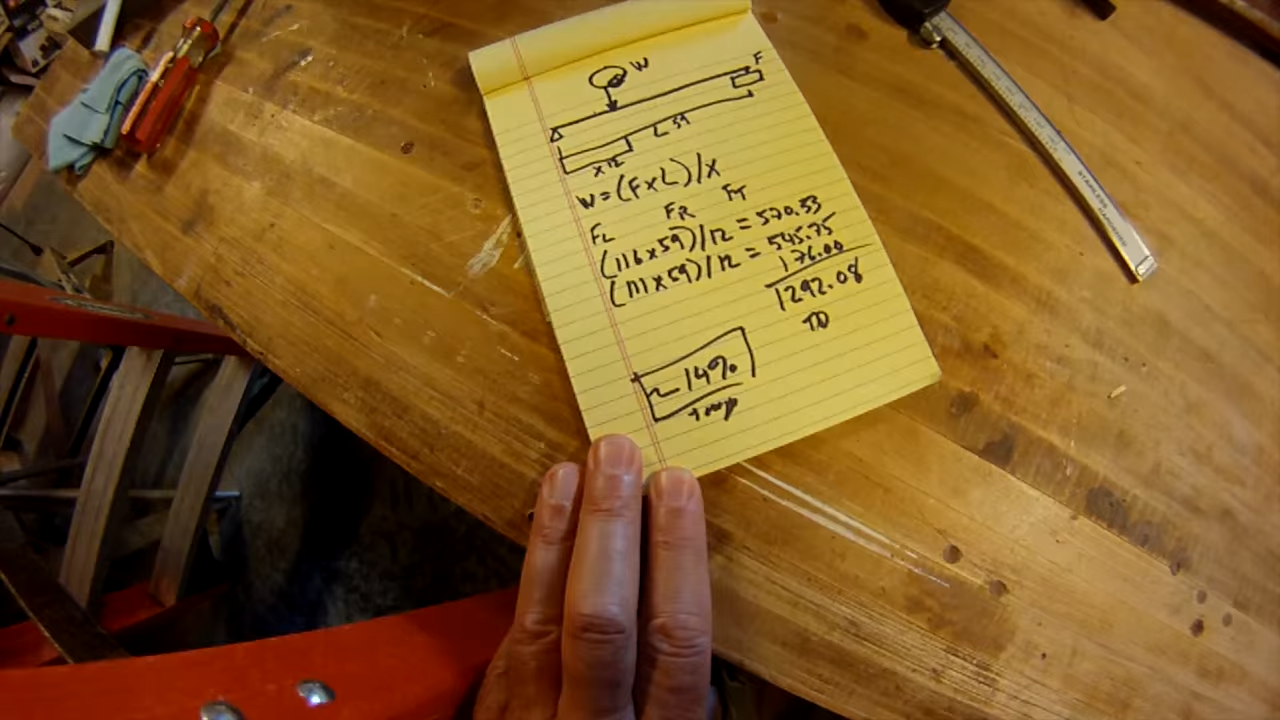 W
F
L 59
X 12
W=(F×L)/X
FL FR FT
(116×59)/12 = 570.33
(111×59)/12 = 545.75
176.00
1292.08
~14%